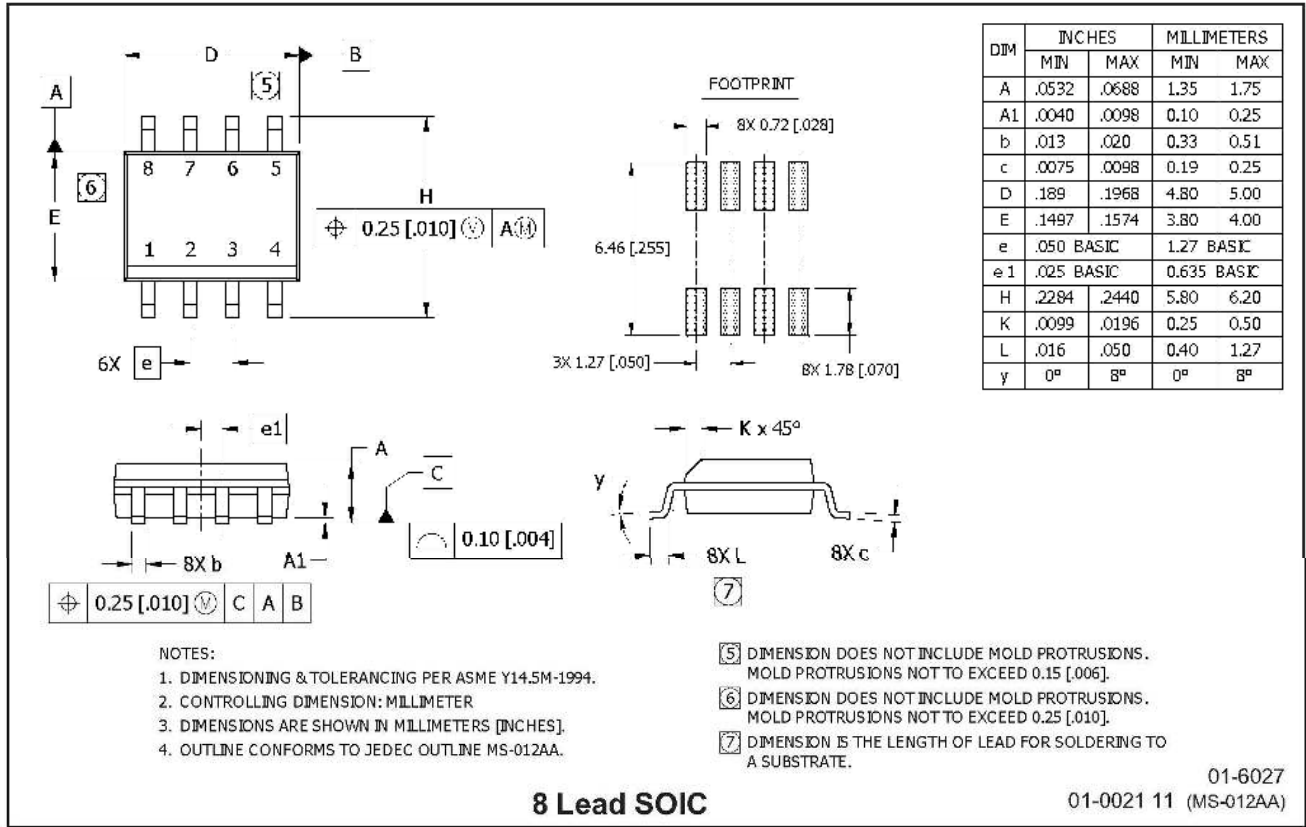 D
B
5
A
8 7 6 5
6
E
H
⌖ 0.25 [.010] Ⓜ A Ⓜ
1 2 3 4
6X e
FOOTPRINT
8X 0.72 [.028]
6.46 [.255]
3X 1.27 [.050]
8X 1.78 [.070]
DIM INCHES MILLIMETERS
MIN MAX MIN MAX
A .0532 .0688 1.35 1.75
A1 .0040 .0098 0.10 0.25
b .013 .020 0.33 0.51
c .0075 .0098 0.19 0.25
D .189 .1968 4.80 5.00
E .1497 .1574 3.80 4.00
e .050 BASIC 1.27 BASIC
e1 .025 BASIC 0.635 BASIC
H .2284 .2440 5.80 6.20
K .0099 .0196 0.25 0.50
L .016 .050 0.40 1.27
y 0° 8° 0° 8°
e1
A
C
0.10 [.004]
8X b
A1
⌖ 0.25 [.010] Ⓜ C A B
K x 45°
y
8X L
8X c
7
NOTES:
1. DIMENSIONING & TOLERANCING PER ASME Y14.5M-1994.
2. CONTROLLING DIMENSION: MILLIMETER
3. DIMENSIONS ARE SHOWN IN MILLIMETERS [INCHES].
4. OUTLINE CONFORMS TO JEDEC OUTLINE MS-012AA.
5 DIMENSION DOES NOT INCLUDE MOLD PROTRUSIONS.
MOLD PROTRUSIONS NOT TO EXCEED 0.15 [.006].
6 DIMENSION DOES NOT INCLUDE MOLD PROTRUSIONS.
MOLD PROTRUSIONS NOT TO EXCEED 0.25 [.010].
7 DIMENSION IS THE LENGTH OF LEAD FOR SOLDERING TO
A SUBSTRATE.
8 Lead SOIC
01-6027
01-0021 11 (MS-012AA)